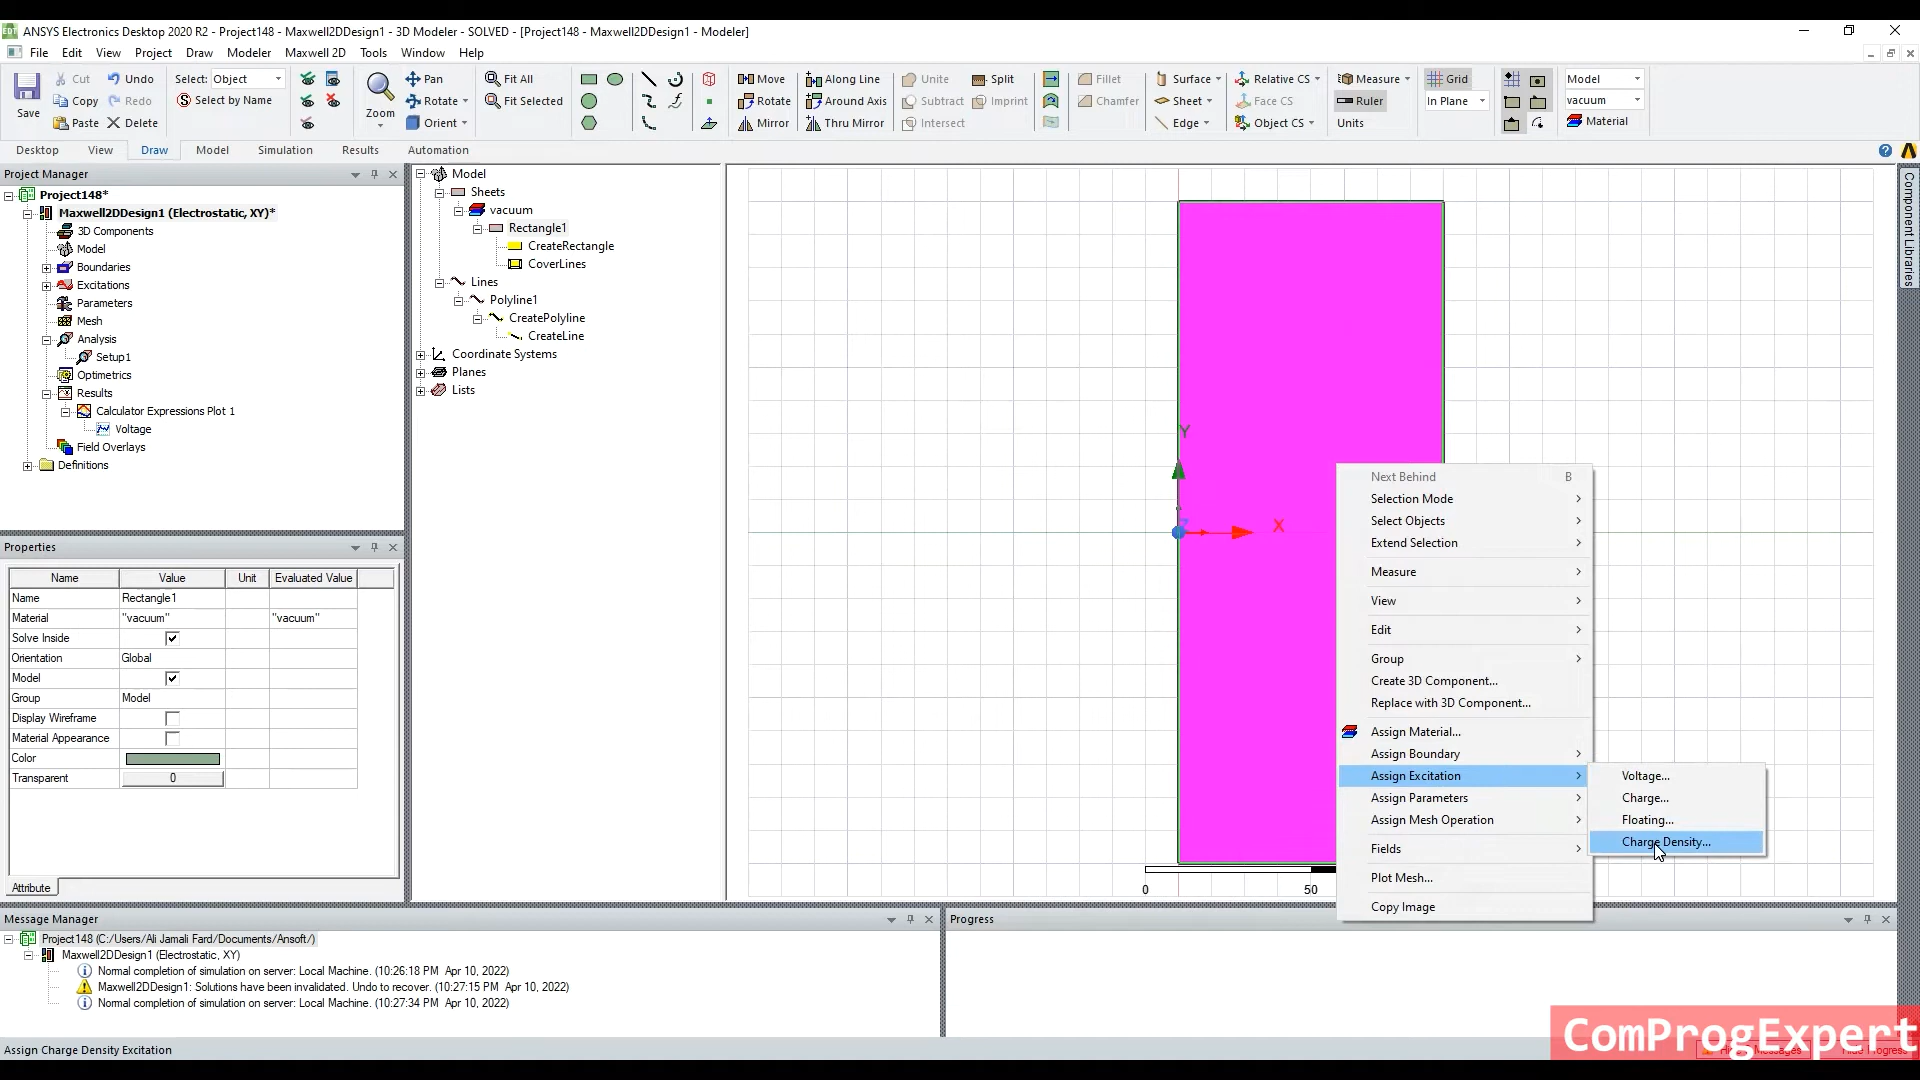 ANSYS Electronics Desktop 2020 R2 - Project148 - Maxwell2DDesign1 - 3D Modeler - SOLVED - [Project148 - Maxwell2DDesign1 - Modeler]
File Edit View Project Draw Modeler Maxwell 2D Tools Window Help
Save
Cut
Copy
Paste
Undo
Redo
Delete
Select: Object
Select by Name
Zoom
Pan
Rotate
Orient
Fit All
Fit Selected
Move
Rotate
Mirror
Along Line
Around Axis
Thru Mirror
Unite
Subtract
Intersect
Split
Imprint
Fillet
Chamfer
Surface
Sheet
Edge
Relative CS
Face CS
Object CS
Measure
Ruler
Units
Grid
In Plane
Model
vacuum
Material
Desktop View Draw Model Simulation Results Automation
Project Manager
Project148*
Maxwell2DDesign1 (Electrostatic, XY)*
3D Components
Model
Boundaries
Excitations
Parameters
Mesh
Analysis
Setup1
Optimetrics
Results
Calculator Expressions Plot 1
Voltage
Field Overlays
Definitions
Model
Sheets
vacuum
Rectangle1
CreateRectangle
CoverLines
Lines
Polyline1
CreatePolyline
CreateLine
Coordinate Systems
Planes
Lists
Y
X
Z
0
50
Component Libraries
Next Behind B
Selection Mode
Select Objects
Extend Selection
Measure
View
Edit
Group
Create 3D Component...
Replace with 3D Component...
Assign Material...
Assign Boundary
Assign Excitation
Assign Parameters
Assign Mesh Operation
Fields
Plot Mesh...
Copy Image
Voltage...
Charge...
Floating...
Charge Density...
Properties
Name Value Unit Evaluated Value
Name Rectangle1
Material "vacuum" "vacuum"
Solve Inside
Orientation Global
Model
Group Model
Display Wireframe
Material Appearance
Color
Transparent 0
Attribute
Message Manager
Project148 (C:/Users/Ali Jamali Fard/Documents/Ansoft/)
Maxwell2DDesign1 (Electrostatic, XY)
Normal completion of simulation on server: Local Machine. (10:26:18 PM Apr 10, 2022)
Maxwell2DDesign1: Solutions have been invalidated. Undo to recover. (10:27:15 PM Apr 10, 2022)
Normal completion of simulation on server: Local Machine. (10:27:34 PM Apr 10, 2022)
Progress
Assign Charge Density Excitation
ComProgExpert